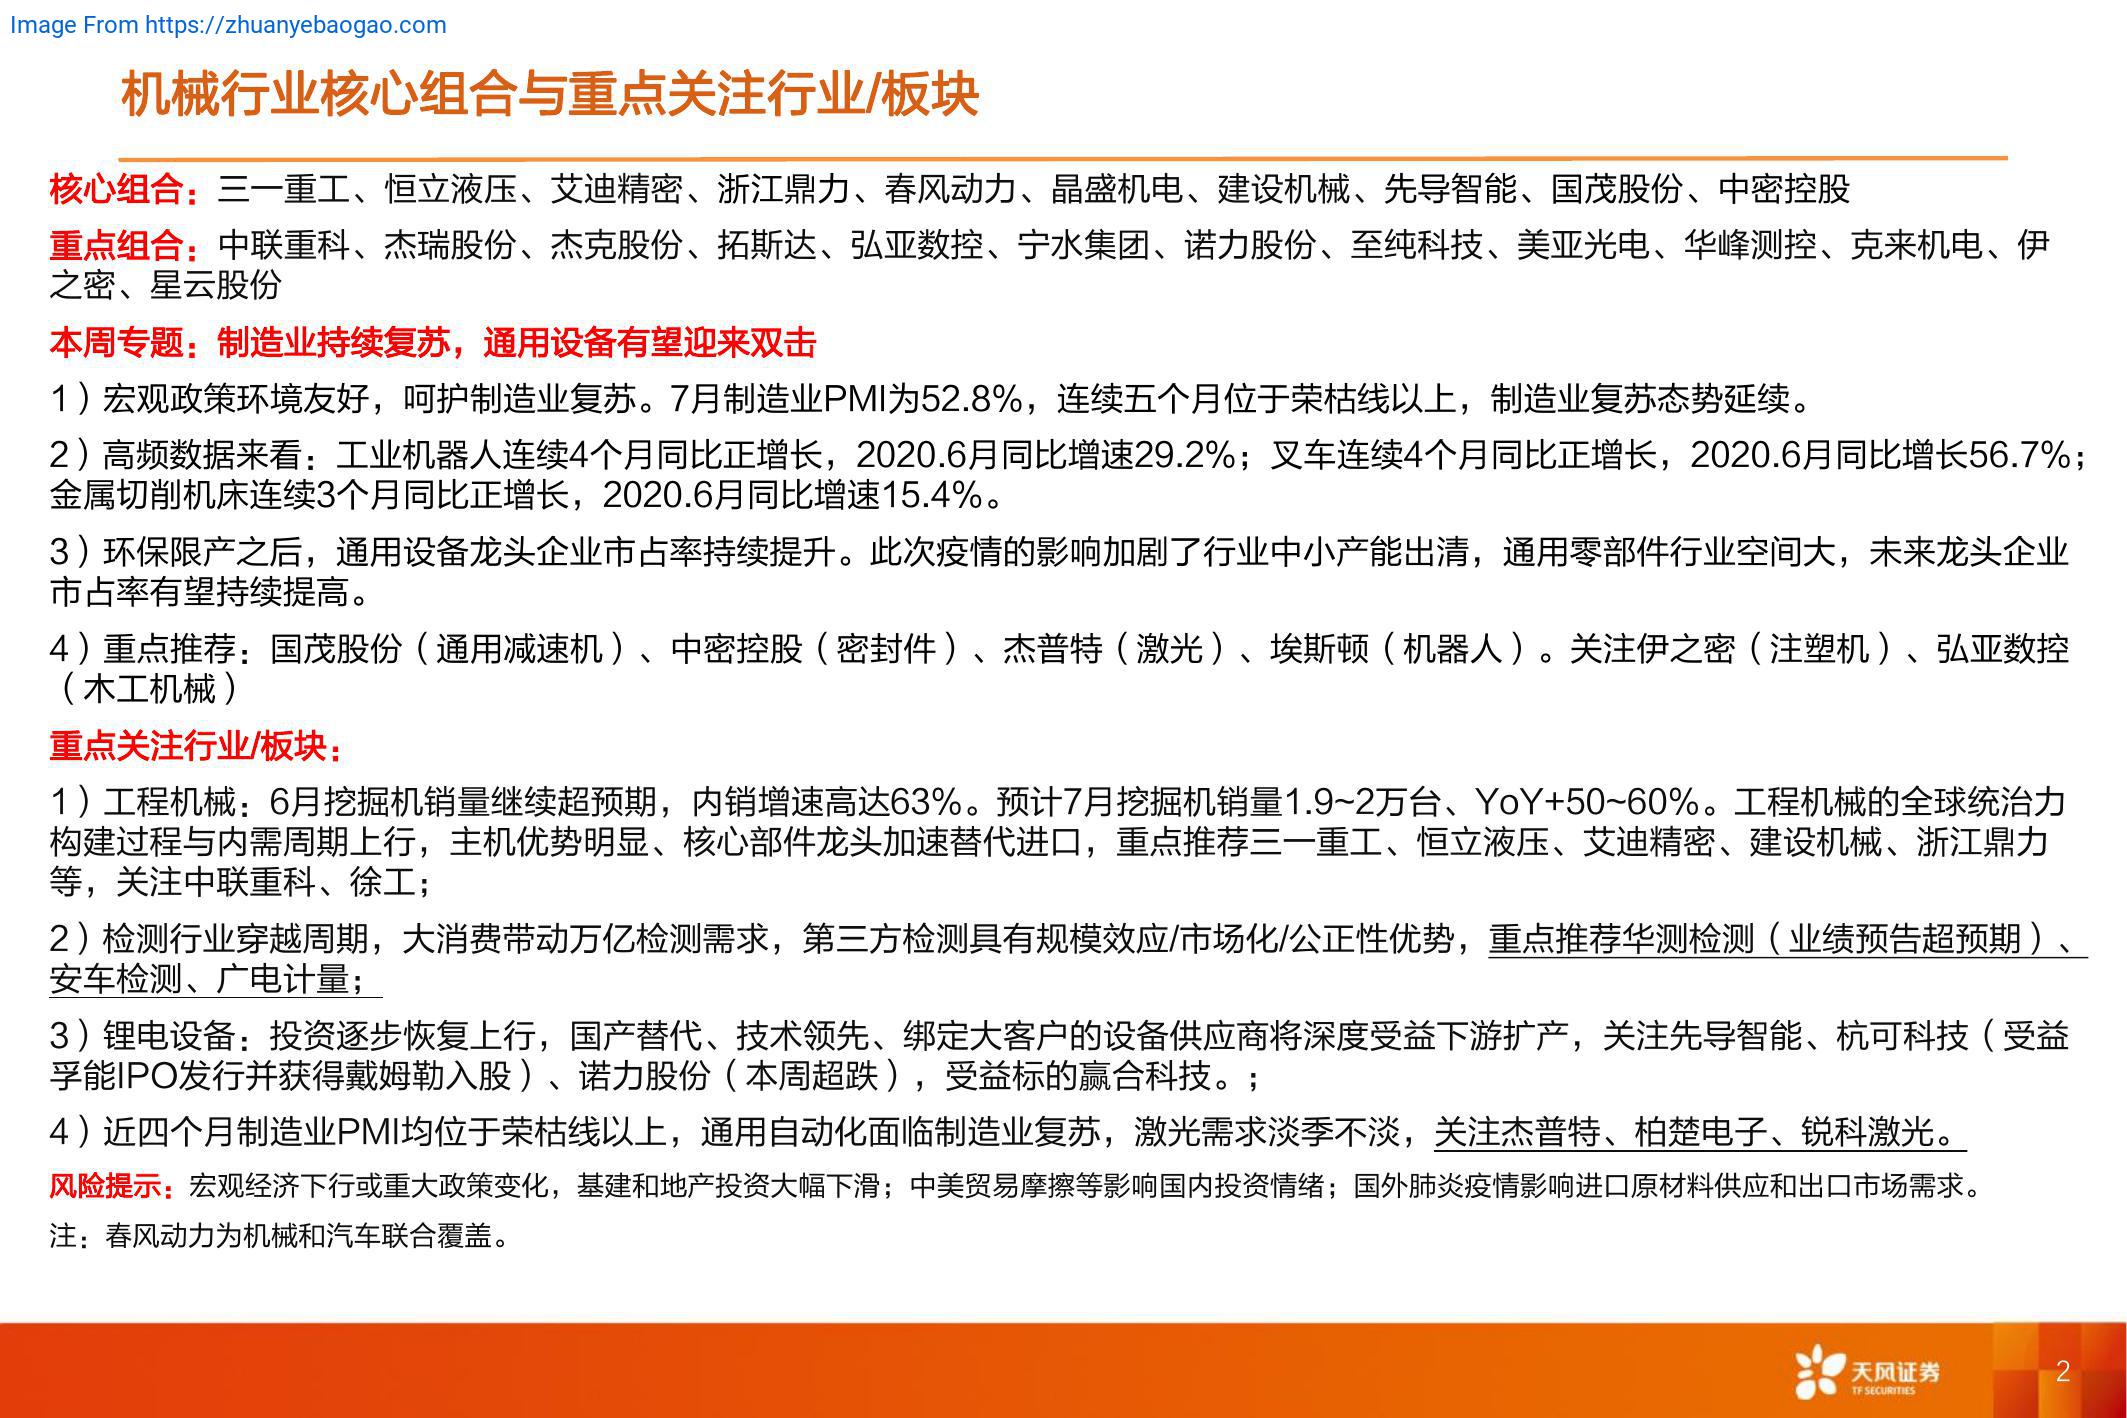 Image From https://zhuanyebaogao.com
机械行业核心组合与重点关注行业/板块
核心组合：三一重工、恒立液压、艾迪精密、浙江鼎力、春风动力、晶盛机电、建设机械、先导智能、国茂股份、中密控股
重点组合：中联重科、杰瑞股份、杰克股份、拓斯达、弘亚数控、宁水集团、诺力股份、至纯科技、美亚光电、华峰测控、克来机电、伊
之密、星云股份
本周专题：制造业持续复苏，通用设备有望迎来双击
1）宏观政策环境友好，呵护制造业复苏。7月制造业PMI为52.8%，连续五个月位于荣枯线以上，制造业复苏态势延续。
2）高频数据来看：工业机器人连续4个月同比正增长，2020.6月同比增速29.2%；叉车连续4个月同比正增长，2020.6月同比增长56.7%；
金属切削机床连续3个月同比正增长，2020.6月同比增速15.4%。
3）环保限产之后，通用设备龙头企业市占率持续提升。此次疫情的影响加剧了行业中小产能出清，通用零部件行业空间大，未来龙头企业
市占率有望持续提高。
4）重点推荐：国茂股份（通用减速机）、中密控股（密封件）、杰普特（激光）、埃斯顿（机器人）。关注伊之密（注塑机）、弘亚数控
（木工机械）
重点关注行业/板块：
1）工程机械：6月挖掘机销量继续超预期，内销增速高达63%。预计7月挖掘机销量1.9~2万台、YoY+50~60%。工程机械的全球统治力
构建过程与内需周期上行，主机优势明显、核心部件龙头加速替代进口，重点推荐三一重工、恒立液压、艾迪精密、建设机械、浙江鼎力
等，关注中联重科、徐工；
2）检测行业穿越周期，大消费带动万亿检测需求，第三方检测具有规模效应/市场化/公正性优势，重点推荐华测检测（业绩预告超预期）、
安车检测、广电计量；
3）锂电设备：投资逐步恢复上行，国产替代、技术领先、绑定大客户的设备供应商将深度受益下游扩产，关注先导智能、杭可科技（受益
孚能IPO发行并获得戴姆勒入股）、诺力股份（本周超跌），受益标的赢合科技。；
4）近四个月制造业PMI均位于荣枯线以上，通用自动化面临制造业复苏，激光需求淡季不淡，关注杰普特、柏楚电子、锐科激光。
风险提示：宏观经济下行或重大政策变化，基建和地产投资大幅下滑；中美贸易摩擦等影响国内投资情绪；国外肺炎疫情影响进口原材料供应和出口市场需求。
注：春风动力为机械和汽车联合覆盖。
天风证券
TF SECURITIES
2